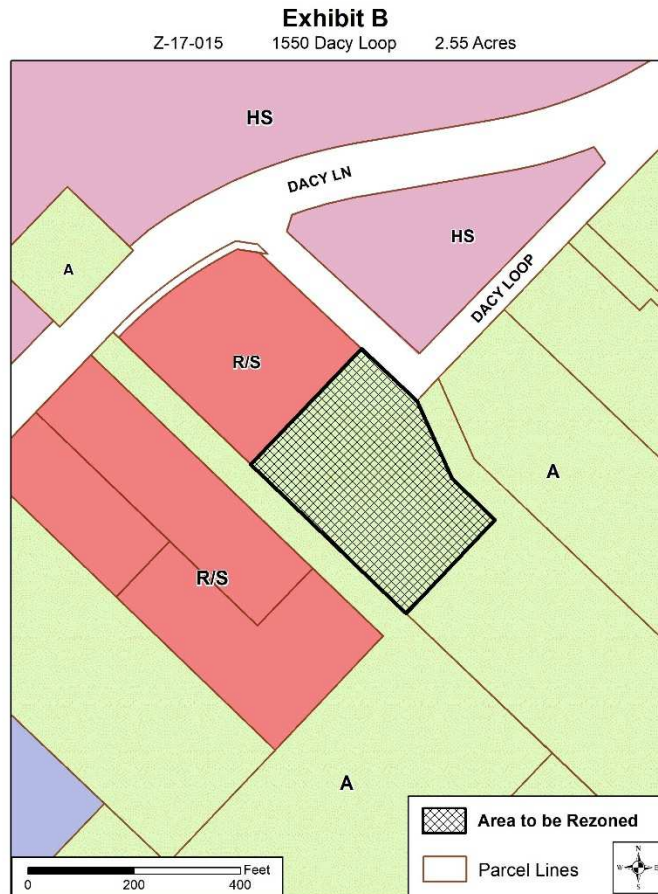 Exhibit B
Z-17-015 1550 Dacy Loop 2.55 Acres
HS
DACY LN
A
HS
DACY LOOP
R/S
A
R/S
A
Area to be Rezoned
Parcel Lines
N
W E
S
Feet
0 200 400